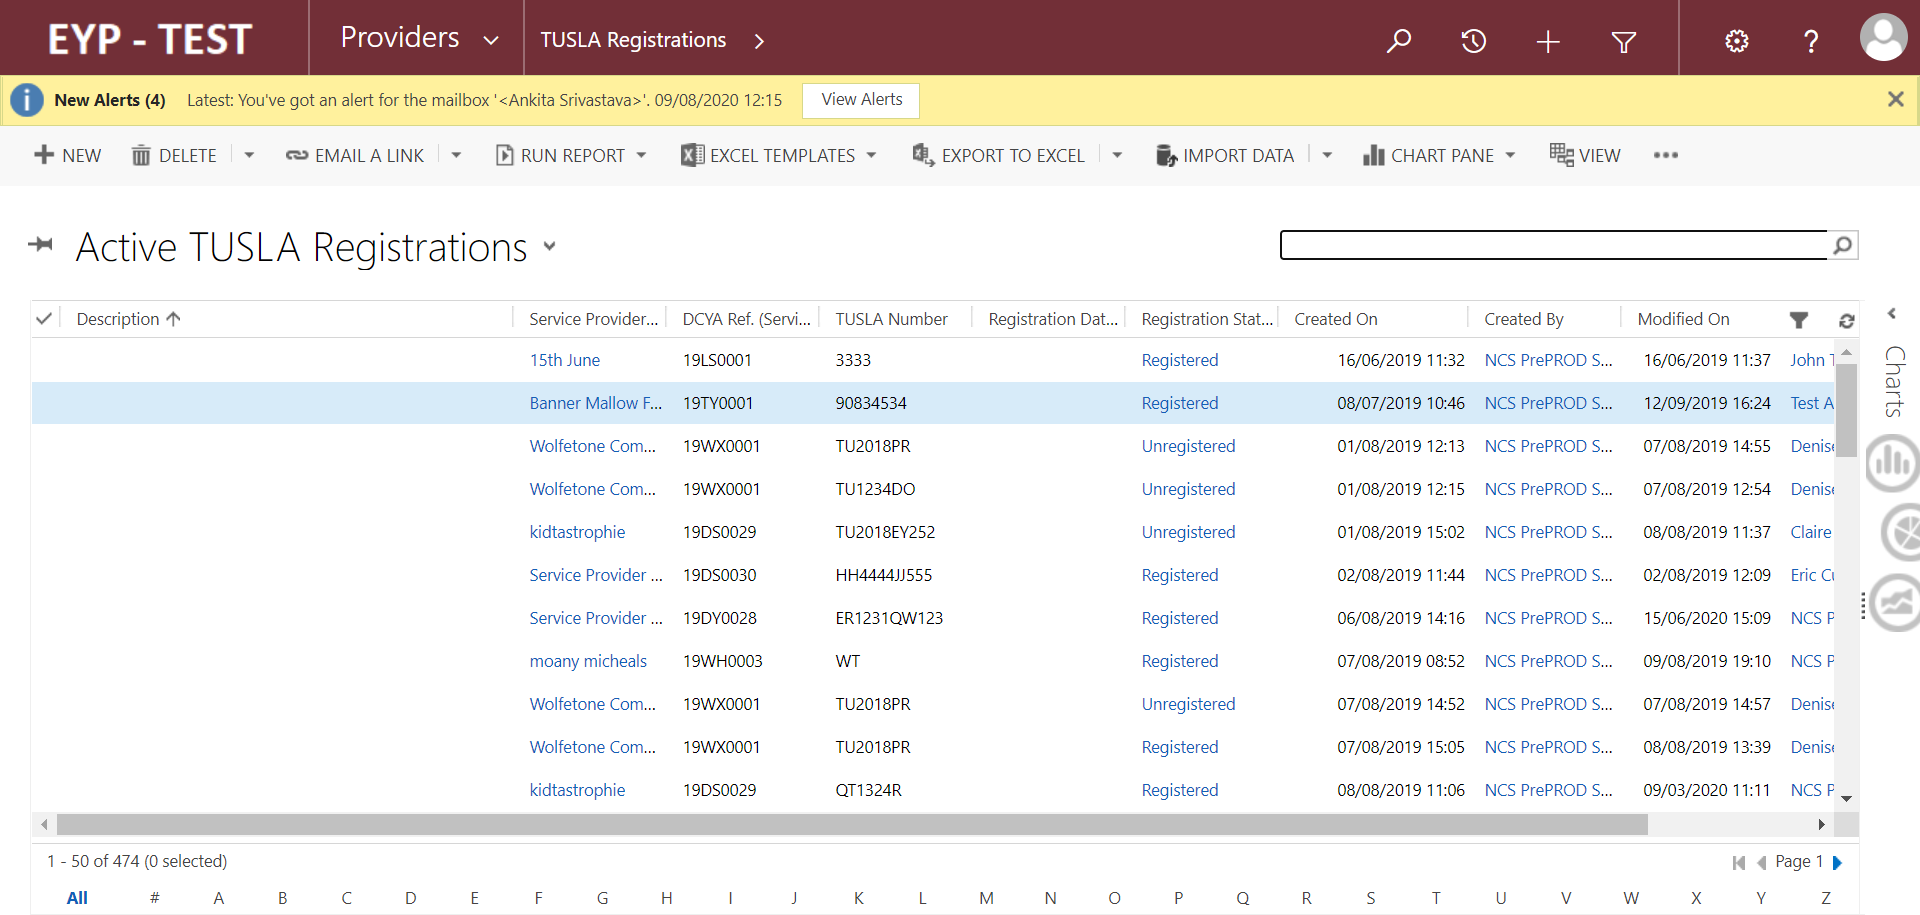 EYP - TEST Providers TUSLA Registrations
New Alerts (4) Latest: You've got an alert for the mailbox '<Ankita Srivastava>'. 09/08/2020 12:15 View Alerts
NEW DELETE EMAIL A LINK RUN REPORT EXCEL TEMPLATES EXPORT TO EXCEL IMPORT DATA CHART PANE VIEW
Active TUSLA Registrations
Description Service Provider... DCYA Ref. (Servi... TUSLA Number Registration Dat... Registration Stat... Created On Created By Modified On
15th June 19LS0001 3333 Registered 16/06/2019 11:32 NCS PrePROD S... 16/06/2019 11:37 John T
Banner Mallow F... 19TY0001 90834534 Registered 08/07/2019 10:46 NCS PrePROD S... 12/09/2019 16:24 Test A
Wolfetone Com... 19WX0001 TU2018PR Unregistered 01/08/2019 12:13 NCS PrePROD S... 07/08/2019 14:55 Denise
Wolfetone Com... 19WX0001 TU1234DO Unregistered 01/08/2019 12:15 NCS PrePROD S... 07/08/2019 12:54 Denise
kidtastrophie 19DS0029 TU2018EY252 Unregistered 01/08/2019 15:02 NCS PrePROD S... 08/08/2019 11:37 Claire
Service Provider ... 19DS0030 HH4444JJ555 Registered 02/08/2019 11:44 NCS PrePROD S... 02/08/2019 12:09 Eric Cu
Service Provider ... 19DY0028 ER1231QW123 Registered 06/08/2019 14:16 NCS PrePROD S... 15/06/2020 15:09 NCS P
moany micheals 19WH0003 WT Registered 07/08/2019 08:52 NCS PrePROD S... 09/08/2019 19:10 NCS P
Wolfetone Com... 19WX0001 TU2018PR Unregistered 07/08/2019 14:52 NCS PrePROD S... 07/08/2019 14:57 Denise
Wolfetone Com... 19WX0001 TU2018PR Registered 07/08/2019 15:05 NCS PrePROD S... 08/08/2019 13:39 Denise
kidtastrophie 19DS0029 QT1324R Registered 08/08/2019 11:06 NCS PrePROD S... 09/03/2020 11:11 NCS P
Charts
1 - 50 of 474 (0 selected) Page 1
All # A B C D E F G H I J K L M N O P Q R S T U V W X Y Z